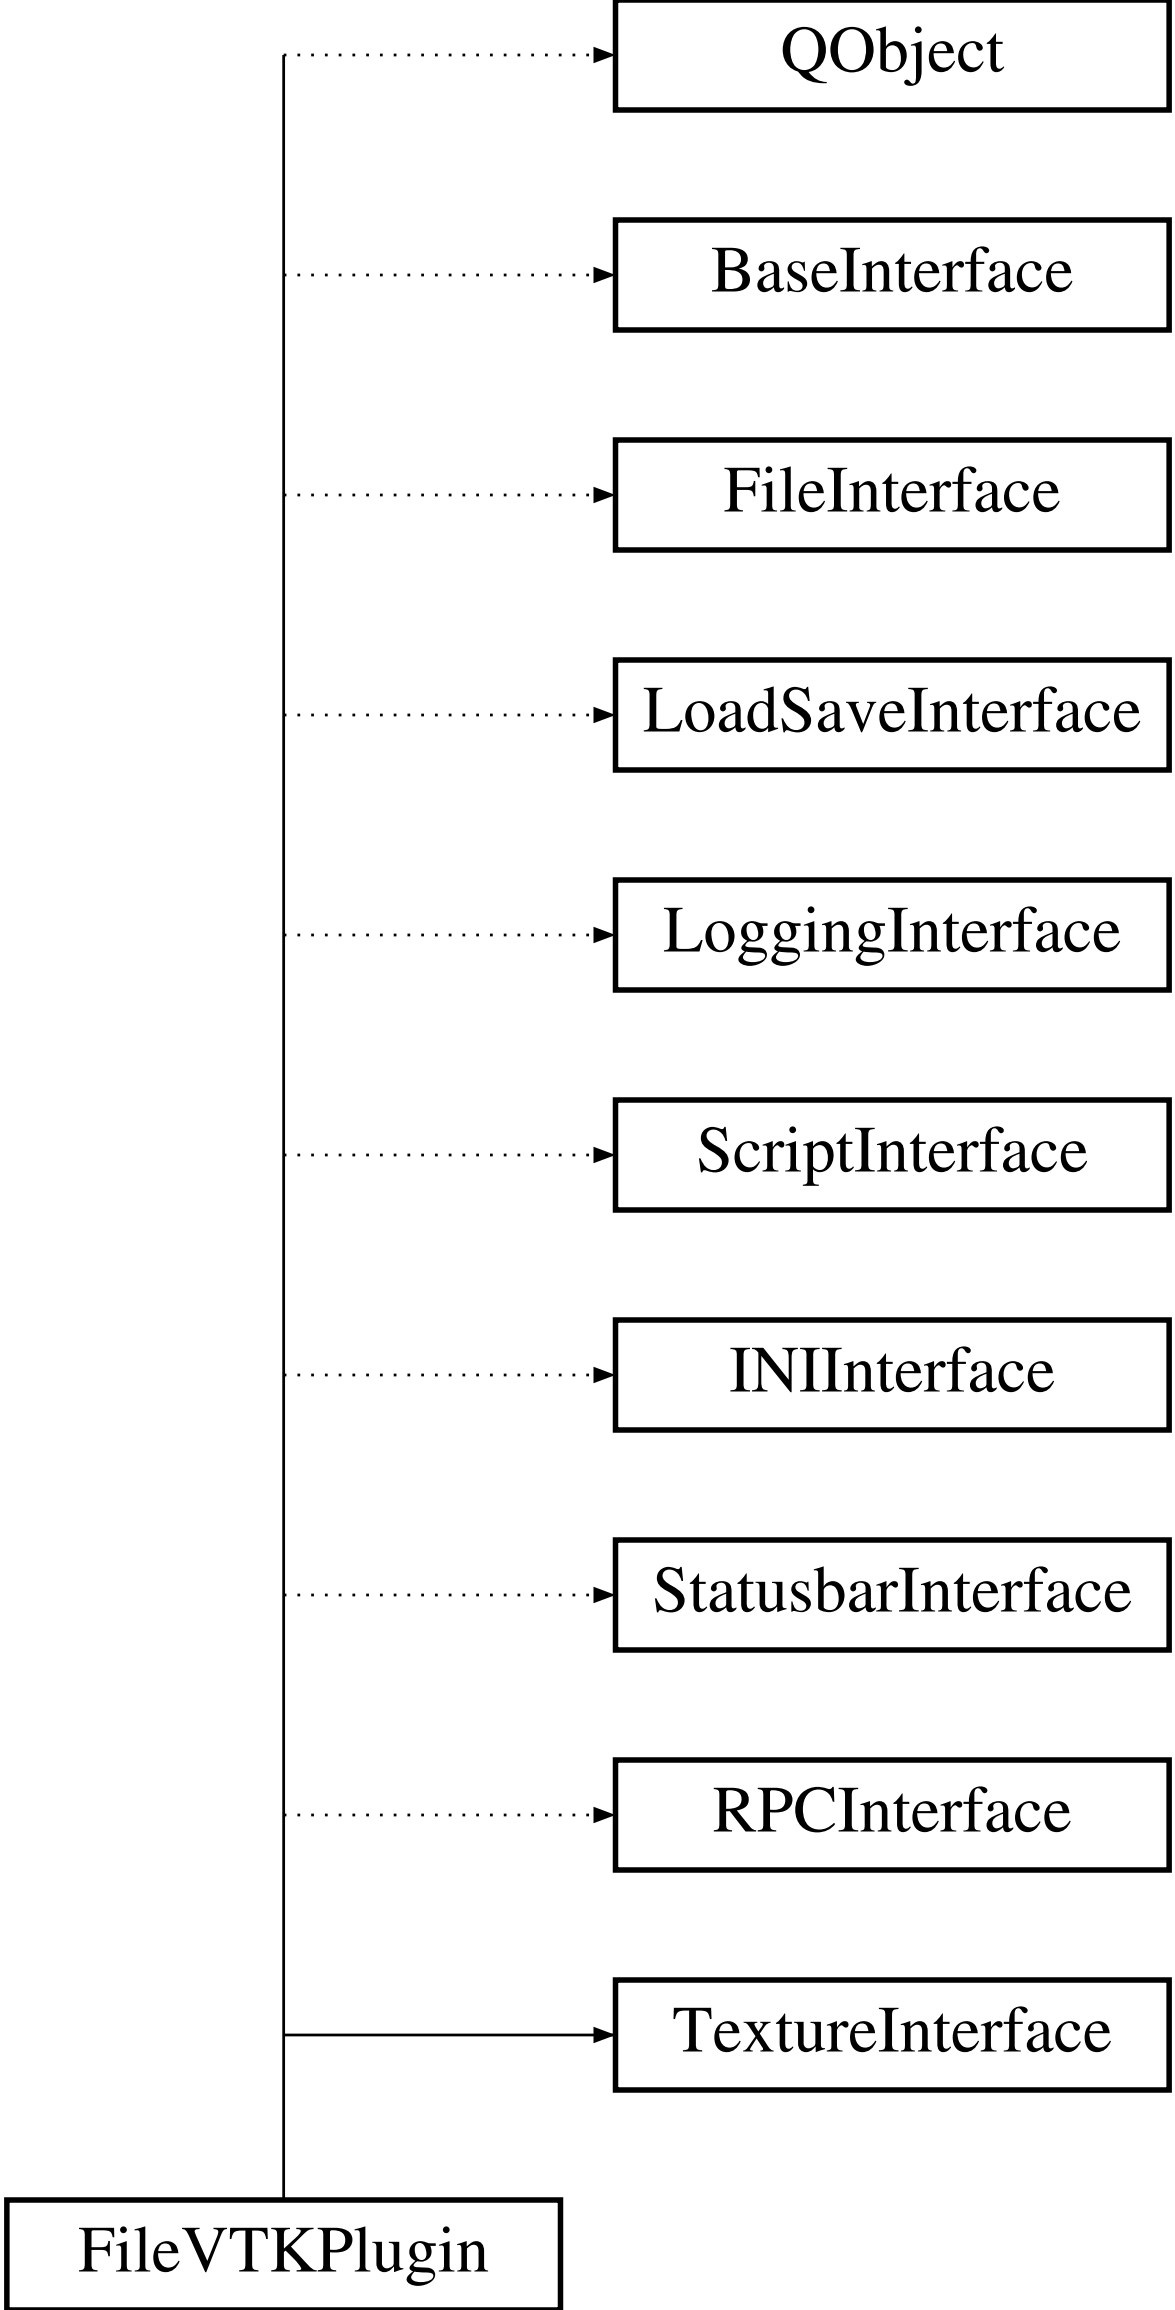 QObject
BaseInterface
FileInterface
LoadSaveInterface
LoggingInterface
ScriptInterface
INIInterface
StatusbarInterface
RPCInterface
TextureInterface
FileVTKPlugin